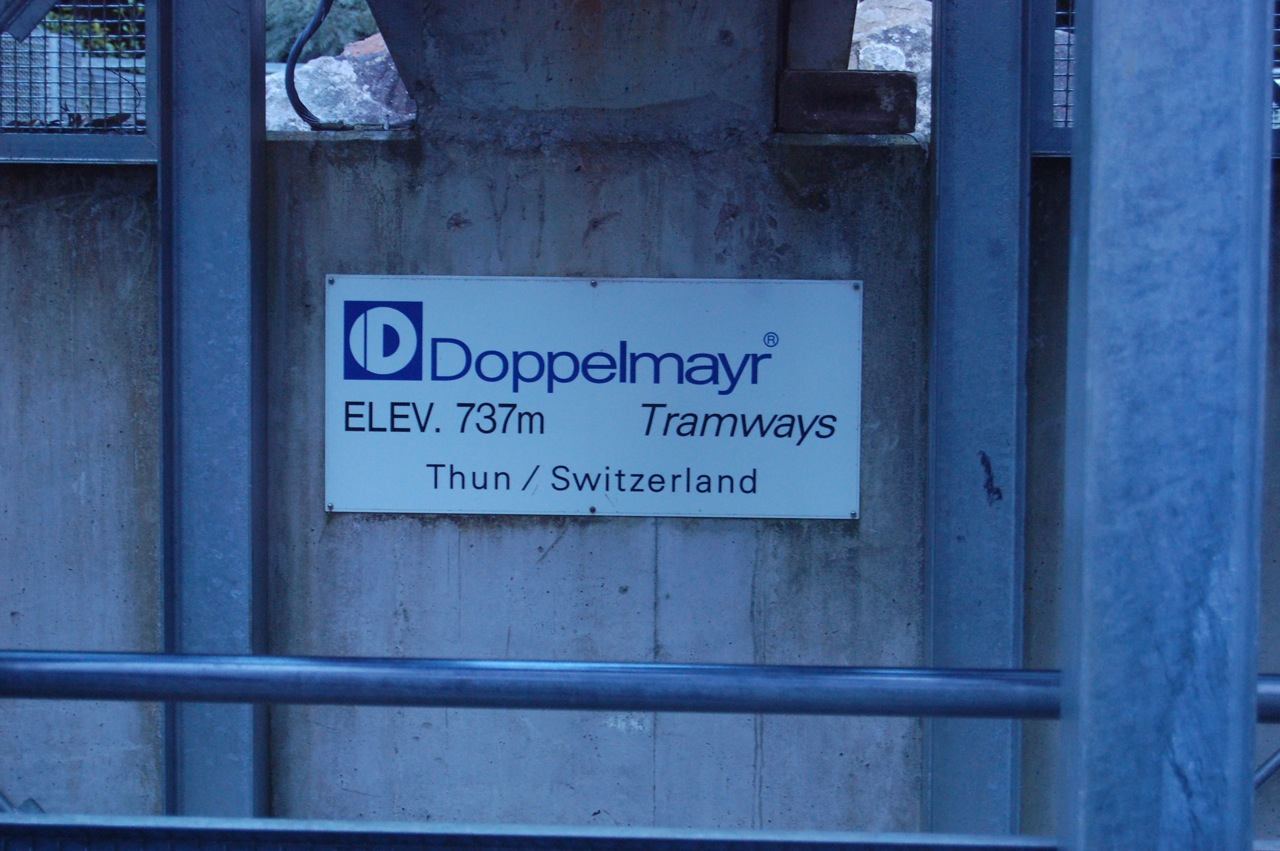 D Doppelmayr®
ELEV. 737m Tramways
Thun / Switzerland